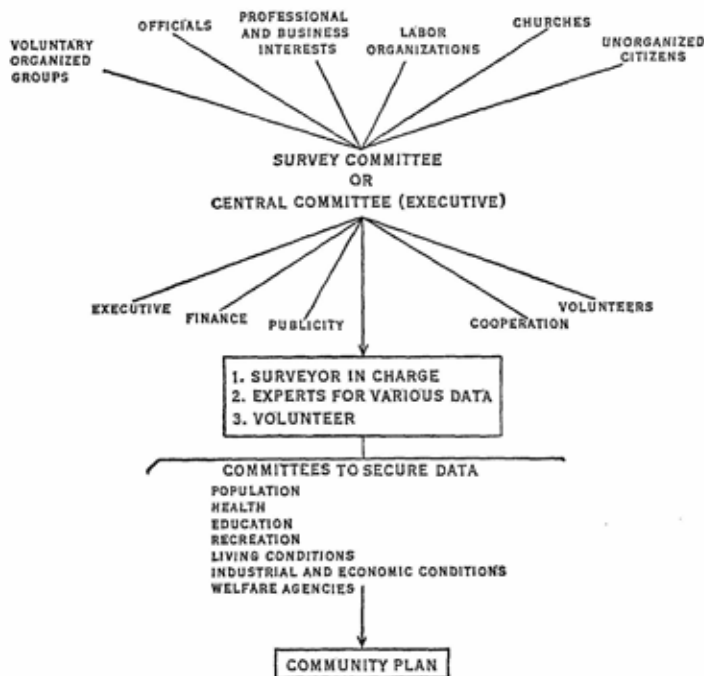 VOLUNTARY
ORGANIZED
GROUPS
OFFICIALS
PROFESSIONAL
AND BUSINESS
INTERESTS
LABOR
ORGANIZATIONS
CHURCHES
UNORGANIZED
CITIZENS
SURVEY COMMITTEE
OR
CENTRAL COMMITTEE (EXECUTIVE)
EXECUTIVE
FINANCE
PUBLICITY
COOPERATION
VOLUNTEERS
1. SURVEYOR IN CHARGE
2. EXPERTS FOR VARIOUS DATA
3. VOLUNTEER
COMMITTEES TO SECURE DATA
POPULATION
HEALTH
EDUCATION
RECREATION
LIVING CONDITIONS
INDUSTRIAL AND ECONOMIC CONDITIONS
WELFARE AGENCIES
COMMUNITY PLAN